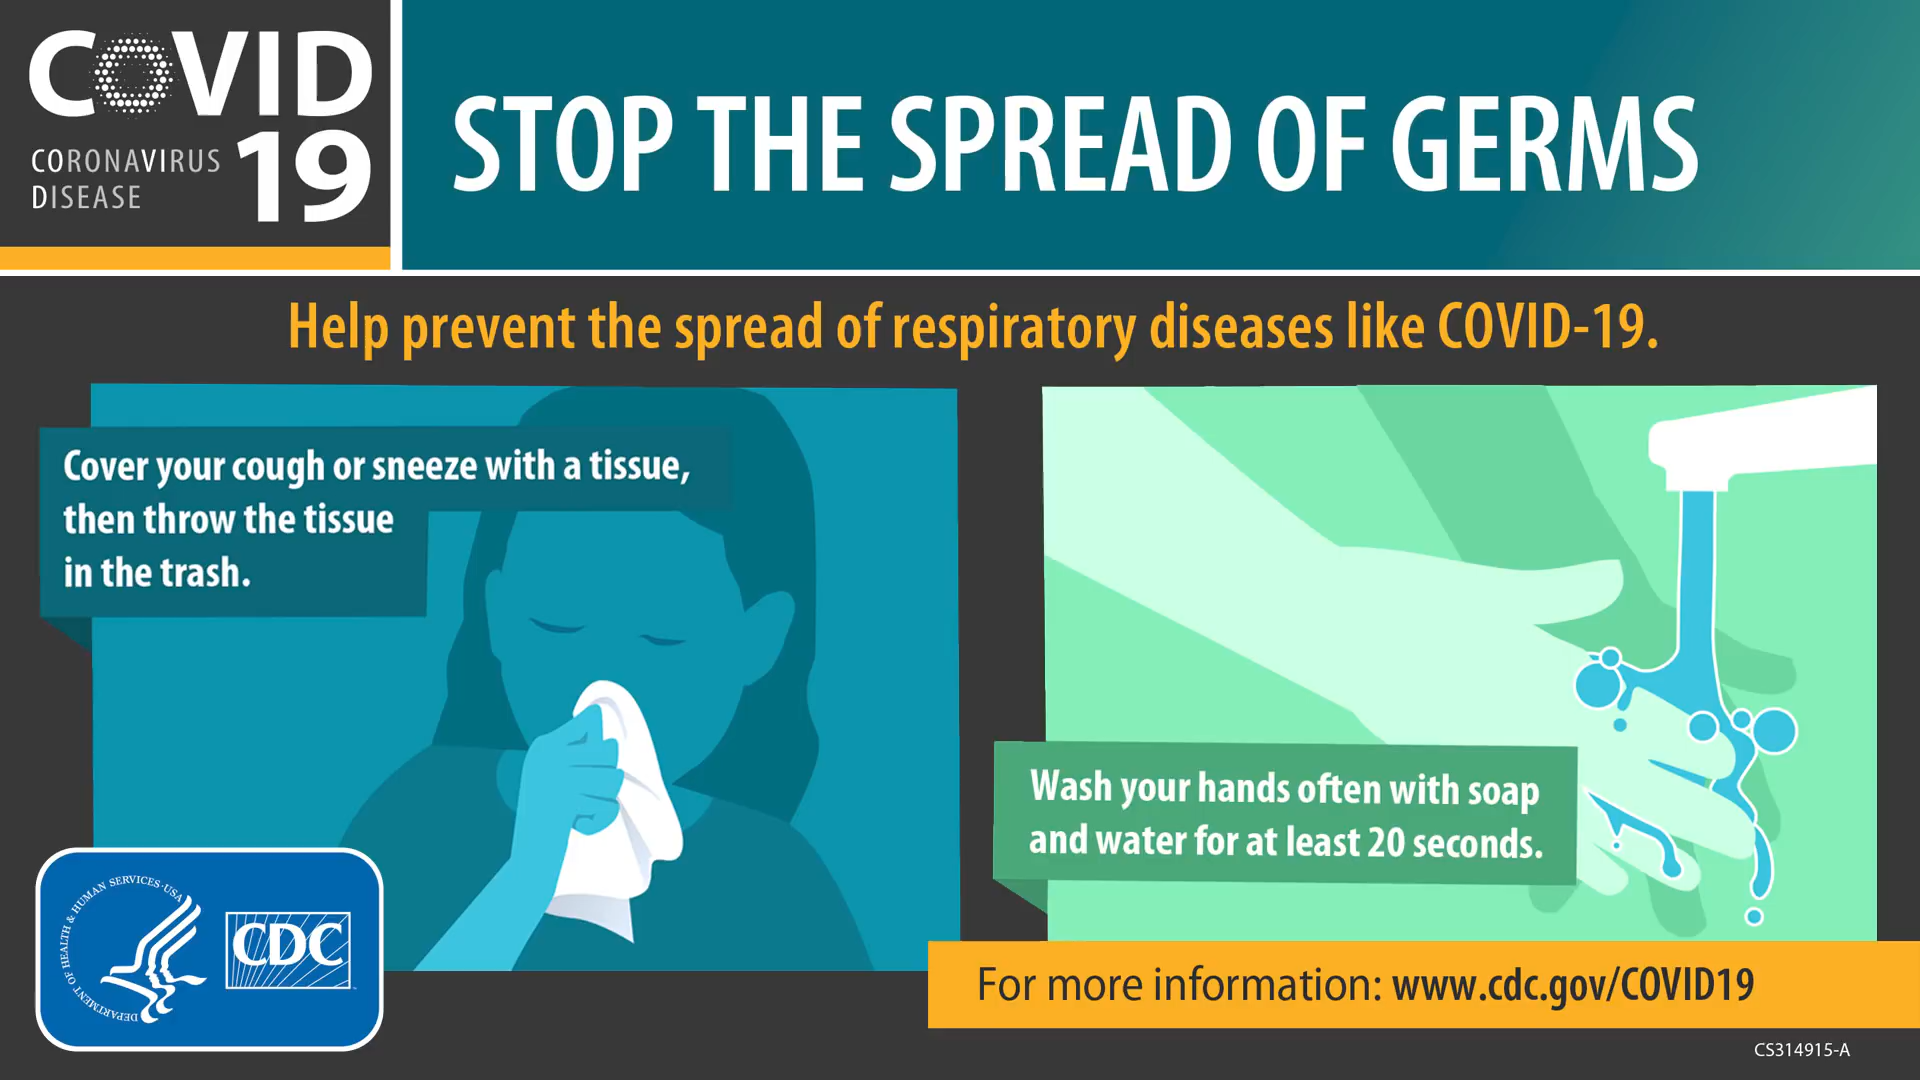 COVID
19
CORONAVIRUS
DISEASE
STOP THE SPREAD OF GERMS
Help prevent the spread of respiratory diseases like COVID-19.
Cover your cough or sneeze with a tissue,
then throw the tissue
in the trash.
Wash your hands often with soap
and water for at least 20 seconds.
DEPARTMENT OF HEALTH & HUMAN SERVICES · USA
CDC
For more information: www.cdc.gov/COVID19
CS314915-A